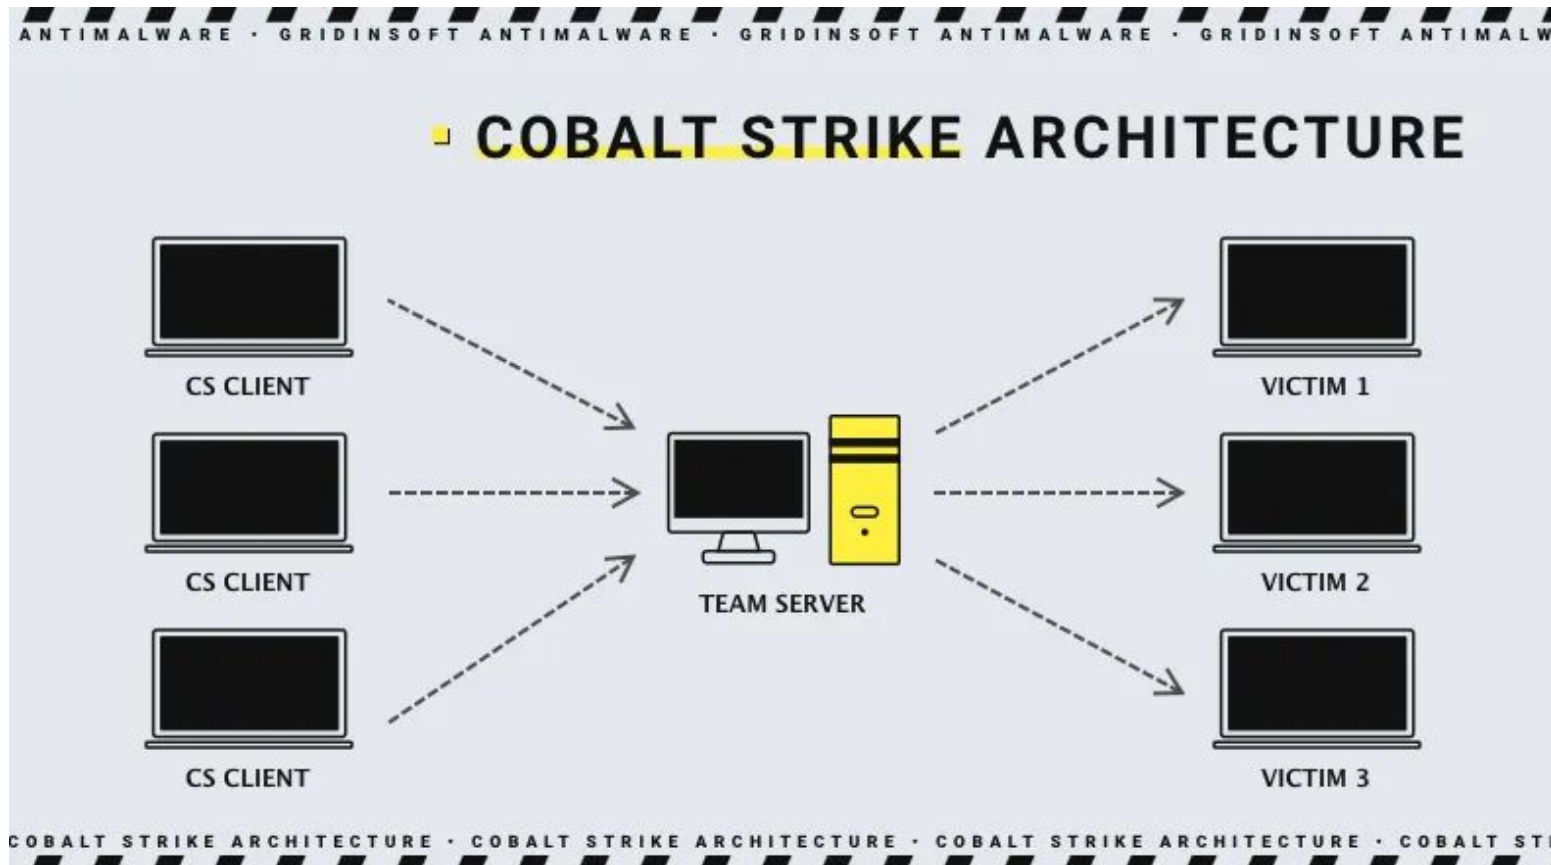 ANTIMALWARE · GRIDINSOFT ANTIMALWARE · GRIDINSOFT ANTIMALWARE · GRIDINSOFT ANTIMALW
COBALT STRIKE ARCHITECTURE
CS CLIENT
VICTIM 1
CS CLIENT
VICTIM 2
TEAM SERVER
CS CLIENT
VICTIM 3
COBALT STRIKE ARCHITECTURE · COBALT STRIKE ARCHITECTURE · COBALT STRIKE ARCHITECTURE · COBALT STI